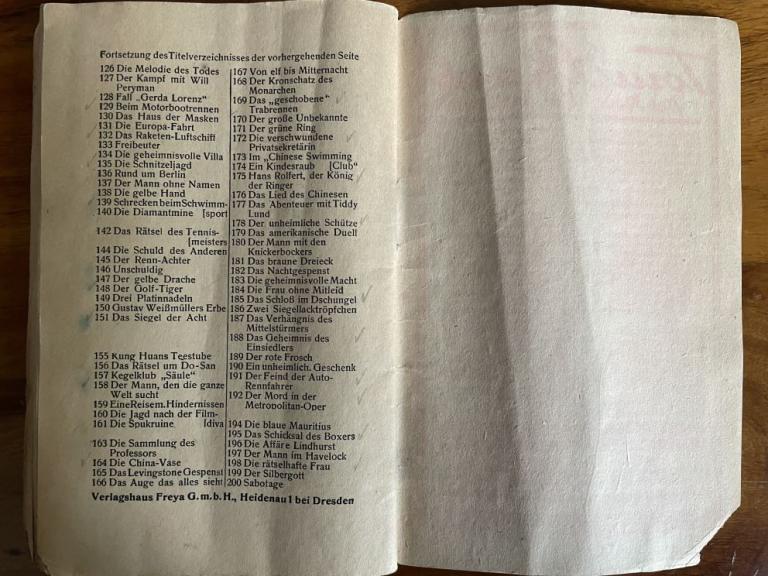 Fortsetzung des Titelverzeichnisses der vorhergehenden Seite
126 Die Melodie des Todes
127 Der Kampf mit Will
Peryman
128 Fall „Gerda Lorenz"
129 Beim Motorbootrennen
130 Das Haus der Masken
131 Die Europa-Fahrt
132 Das Raketen-Luftschiff
133 Freibeuter
134 Die geheimnisvolle Villa
135 Die Schnitzeljagd
136 Rund um Berlin
137 Der Mann ohne Namen
138 Die gelbe Hand
139 Schrecken beim Schwimm-
140 Die Diamantmine [sport
142 Das Rätsel des Tennis-
[meisters
144 Die Schuld des Anderen
145 Der Renn-Achter
146 Unschuldig
147 Der gelbe Drache
148 Der Golf-Tiger
149 Drei Platinnadeln
150 Gustav Weißmüllers Erbe
151 Das Siegel der Acht
155 Kung Huans Teestube
156 Das Rätsel um Do-San
157 Kegelklub „Säule"
158 Der Mann, den die ganze
Welt sucht
159 Eine Reise m. Hindernissen
160 Die Jagd nach der Film-
161 Die Spukruine [diva
163 Die Sammlung des
Professors
164 Die China-Vase
165 Das Levingstone Gespenst
166 Das Auge das alles sieht
167 Von elf bis Mitternacht
168 Der Kronschatz des
Monarchen
169 Das „geschobene"
Trabrennen
170 Der große Unbekannte
171 Der grüne Ring
172 Die verschwundene
Privatsekretärin
173 Im „Chinese Swimming
174 Ein Kindesraub [Club"
175 Hans Rolfert, der König
der Ringer
176 Das Lied des Chinesen
177 Das Abenteuer mit Tiddy
Lund
178 Der unheimliche Schütze
179 Das amerikanische Duell
180 Der Mann mit den
Knickerbockers
181 Das braune Dreieck
182 Das Nachtgespenst
183 Die geheimnisvolle Macht
184 Die Frau ohne Mitleid
185 Das Schloß im Dschungel
186 Zwei Siegellacktröpfchen
187 Das Verhängnis des
Mittelstürmers
188 Das Geheimnis des
Einsiedlers
189 Der rote Frosch
190 Ein unheimlich. Geschenk
191 Der Feind der Auto-
Rennfahrer
192 Der Mord in der
Metropolitan-Oper
194 Die blaue Mauritius
195 Das Schicksal des Boxers
196 Die Affäre Lindhurst
197 Der Mann im Havelock
198 Die rätselhafte Frau
199 Der Silbergott
200 Sabotage
Verlagshaus Freya G. m. b. H., Heidenau 1 bei Dresden